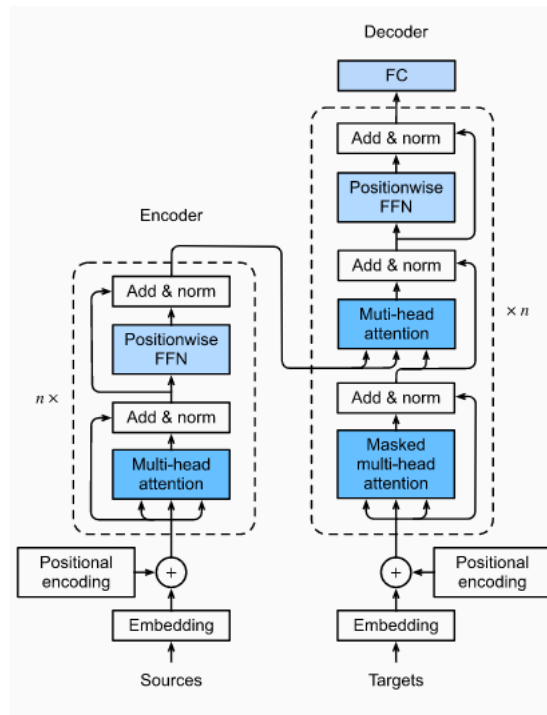 Decoder
FC
Add & norm
Positionwise
FFN
Add & norm
Muti-head
attention
× n
Add & norm
Masked
multi-head
attention
Positional
encoding
Embedding
Targets
Encoder
Add & norm
Positionwise
FFN
n ×
Add & norm
Multi-head
attention
Positional
encoding
Embedding
Sources
+
+